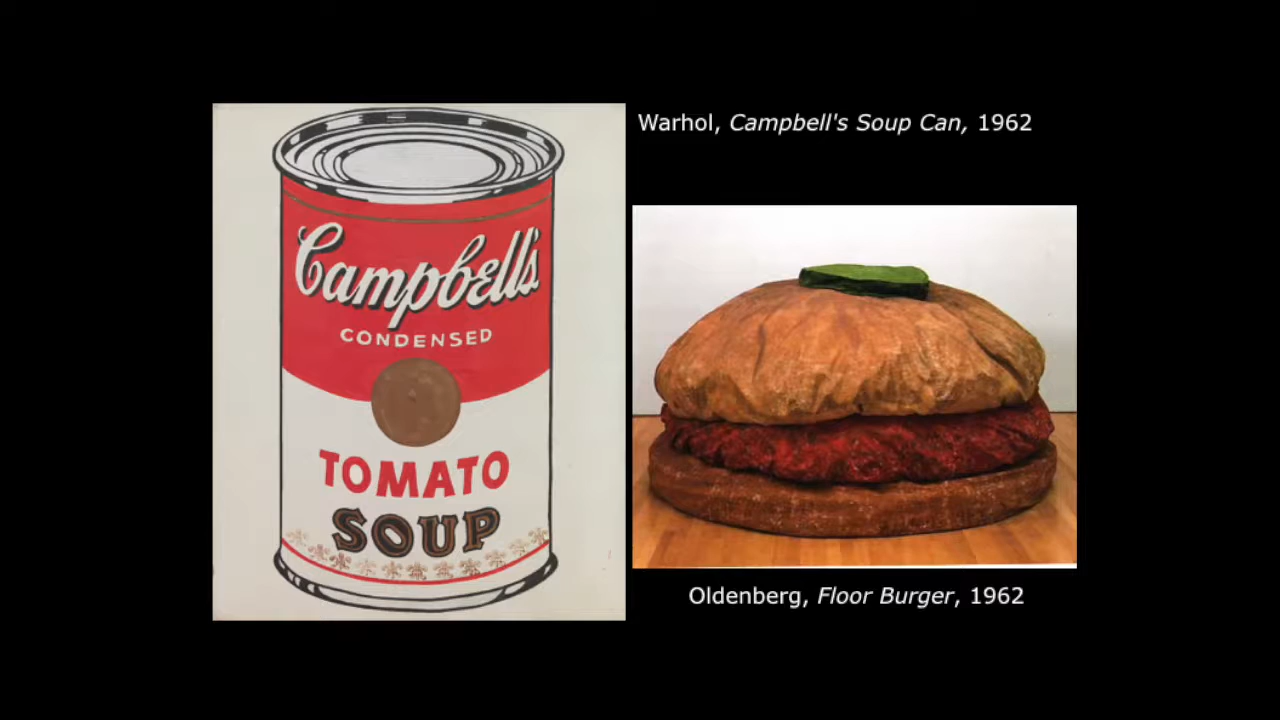 Warhol, Campbell's Soup Can, 1962
Campbell's
CONDENSED
TOMATO
SOUP
Oldenberg, Floor Burger, 1962